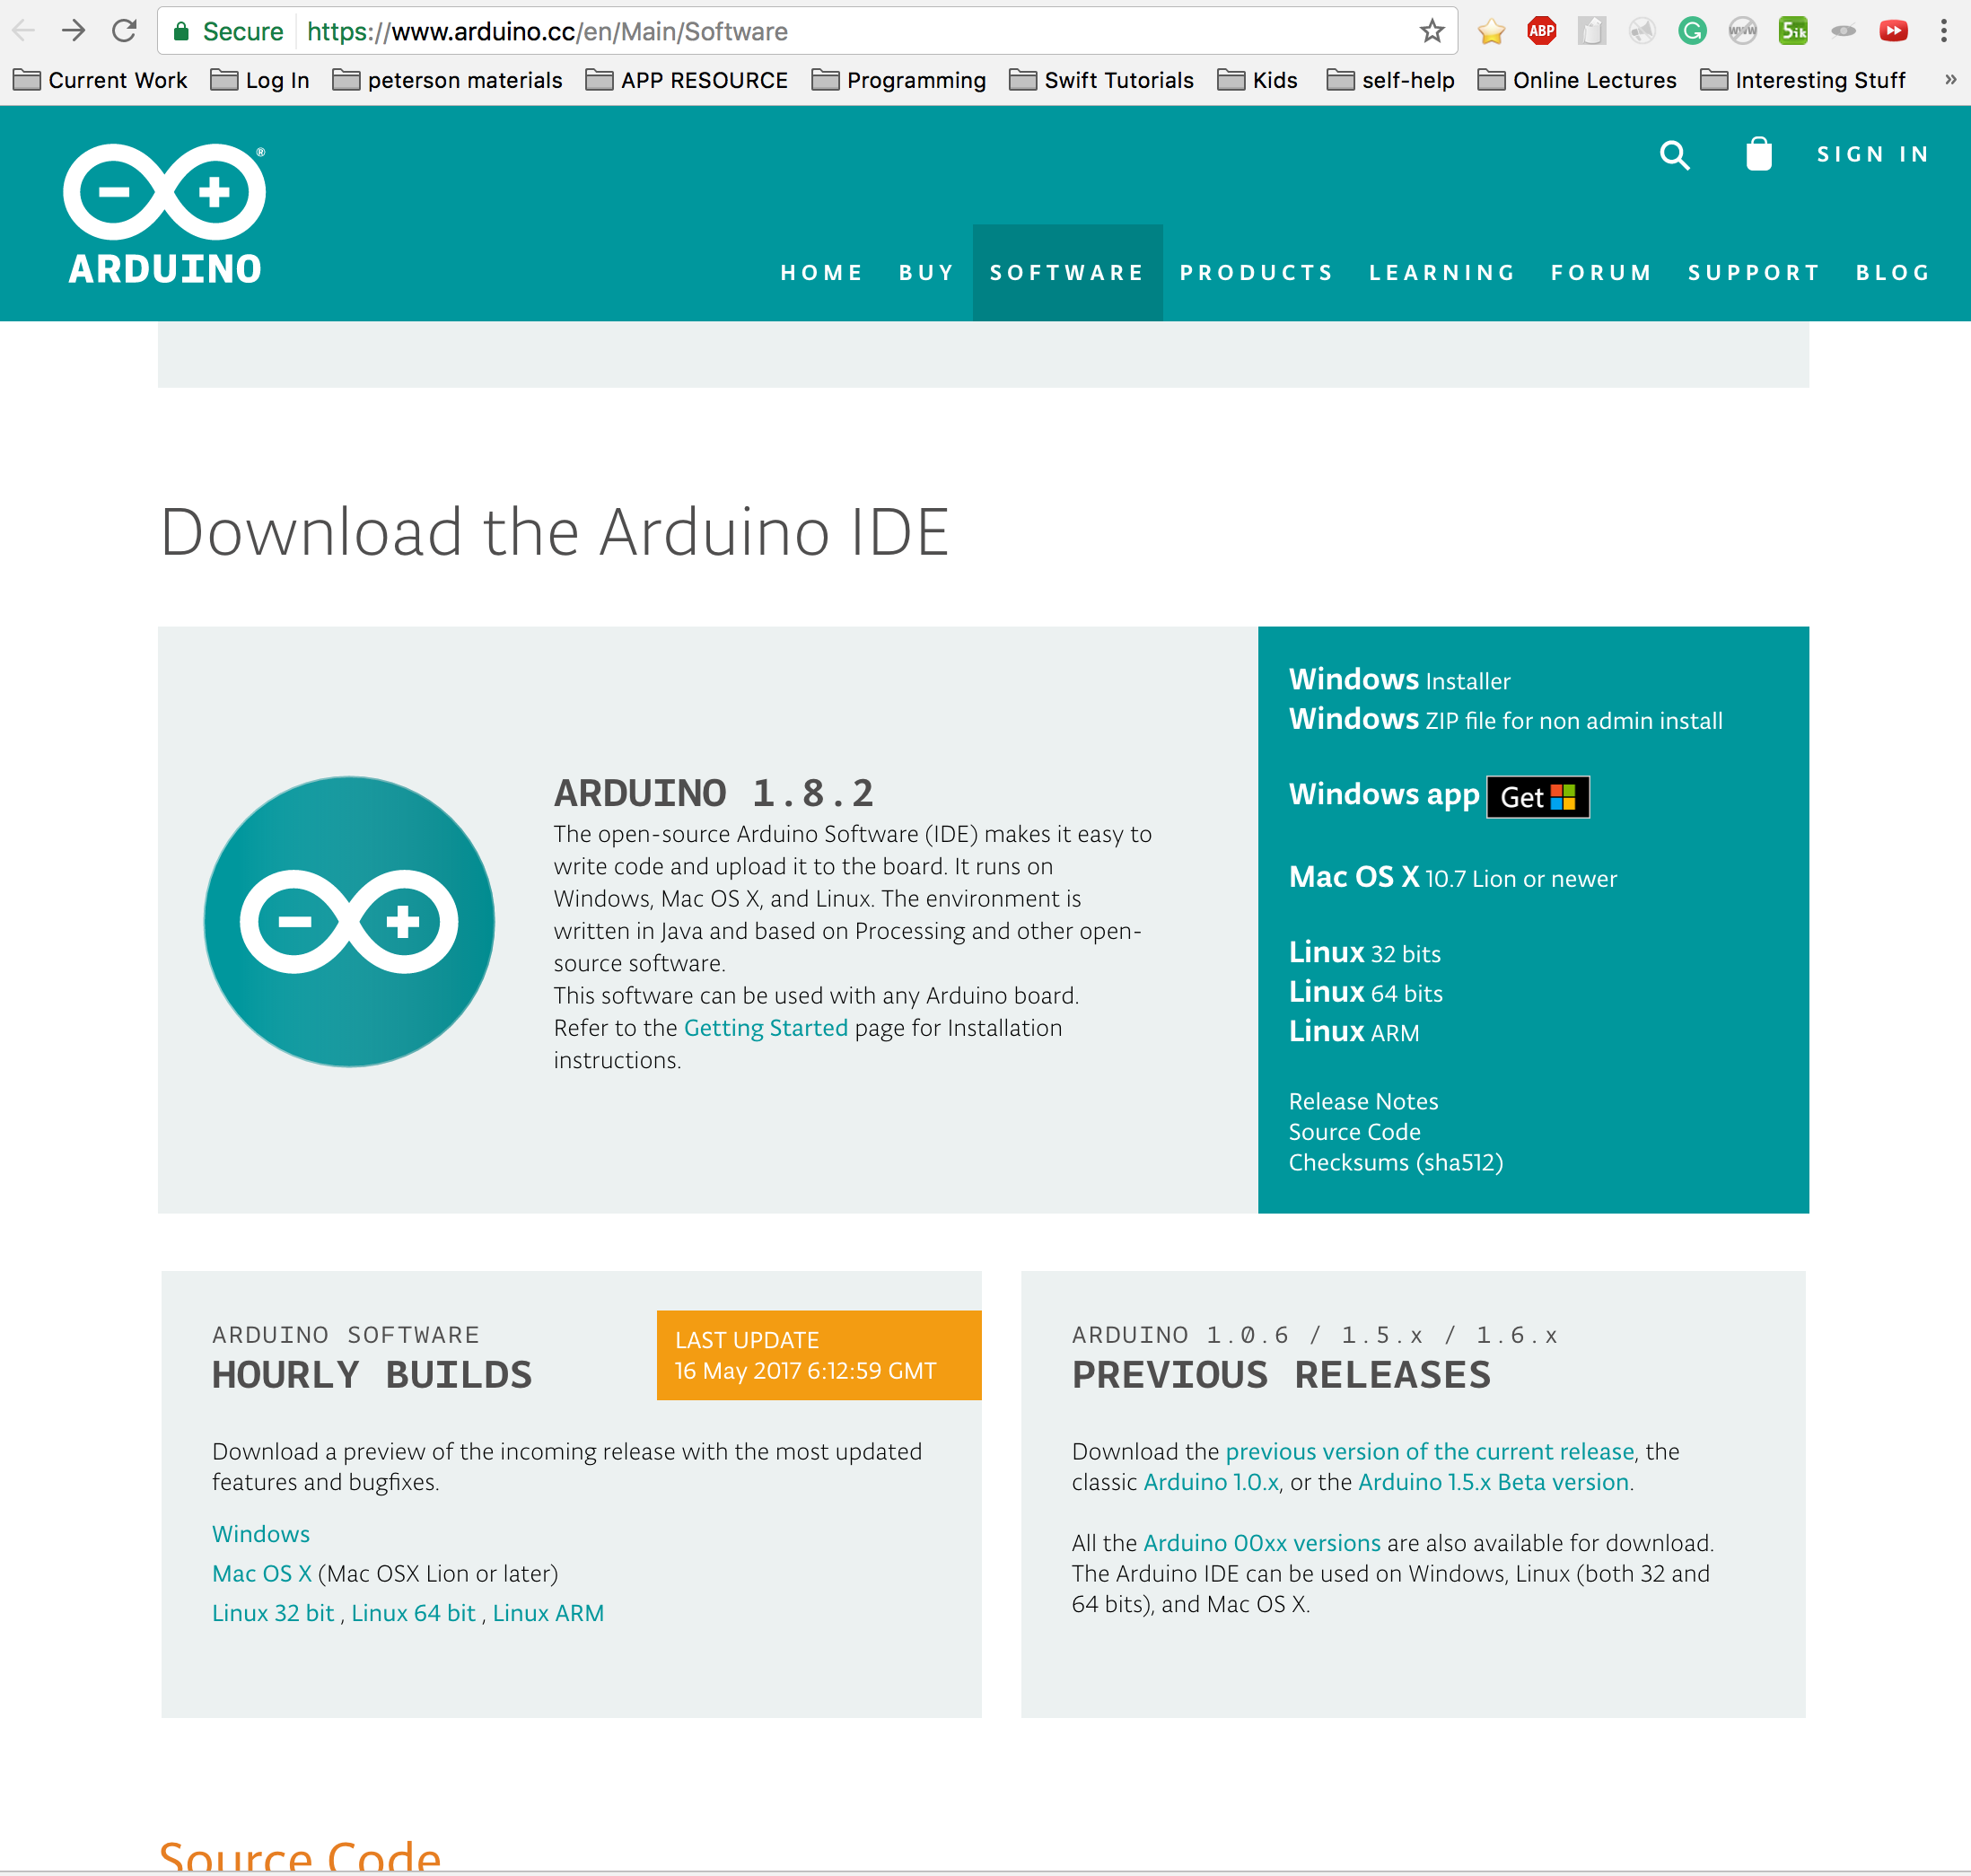 Secure https://www.arduino.cc/en/Main/Software
ABP
G
www
5ik
Current Work Log In peterson materials APP RESOURCE Programming Swift Tutorials Kids self-help Online Lectures Interesting Stuff »
ARDUINO
®
SIGN IN
HOME BUY SOFTWARE PRODUCTS LEARNING FORUM SUPPORT BLOG
Download the Arduino IDE
ARDUINO 1.8.2
The open-source Arduino Software (IDE) makes it easy to
write code and upload it to the board. It runs on
Windows, Mac OS X, and Linux. The environment is
written in Java and based on Processing and other open-
source software.
This software can be used with any Arduino board.
Refer to the Getting Started page for Installation
instructions.
Windows Installer
Windows ZIP file for non admin install
Windows app Get
Mac OS X 10.7 Lion or newer
Linux 32 bits
Linux 64 bits
Linux ARM
Release Notes
Source Code
Checksums (sha512)
ARDUINO SOFTWARE
HOURLY BUILDS
LAST UPDATE
16 May 2017 6:12:59 GMT
Download a preview of the incoming release with the most updated
features and bugfixes.
Windows
Mac OS X (Mac OSX Lion or later)
Linux 32 bit , Linux 64 bit , Linux ARM
ARDUINO 1.0.6 / 1.5.x / 1.6.x
PREVIOUS RELEASES
Download the previous version of the current release, the
classic Arduino 1.0.x, or the Arduino 1.5.x Beta version.
All the Arduino 00xx versions are also available for download.
The Arduino IDE can be used on Windows, Linux (both 32 and
64 bits), and Mac OS X.
Source Code